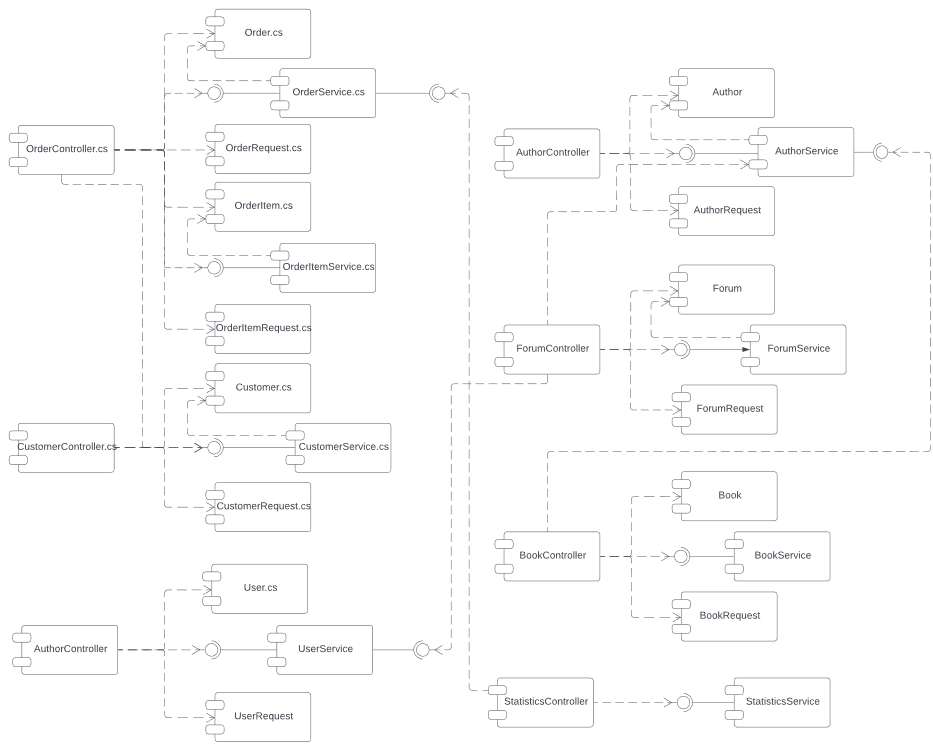 Order.cs
OrderService.cs
OrderController.cs
OrderRequest.cs
OrderItem.cs
OrderItemService.cs
OrderItemRequest.cs
Customer.cs
CustomerController.cs
CustomerService.cs
CustomerRequest.cs
User.cs
AuthorController
UserService
UserRequest
Author
AuthorController
AuthorService
AuthorRequest
Forum
ForumController
ForumService
ForumRequest
Book
BookController
BookService
BookRequest
StatisticsController
StatisticsService